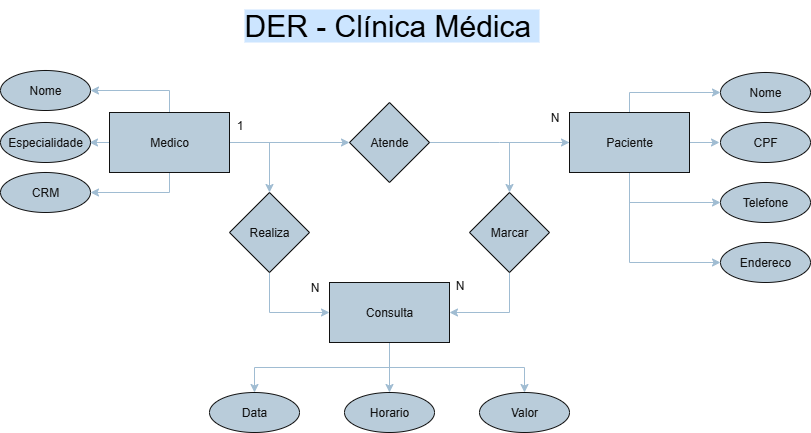 DER - Clínica Médica
Nome
Nome
1
N
Especialidade
Medico
Atende
Paciente
CPF
CRM
Telefone
Realiza
Marcar
Endereco
N
N
Consulta
Data
Horario
Valor